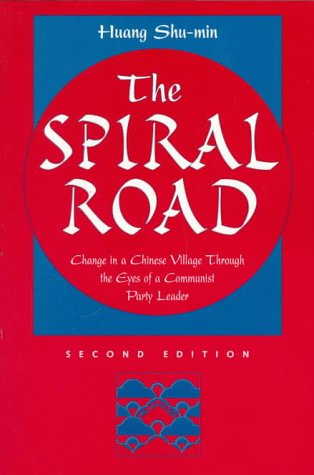 Huang Shu-min
The
SPIRAL
ROAD
Change in a Chinese Village Through
the Eyes of a Communist
Party Leader
SECOND EDITION